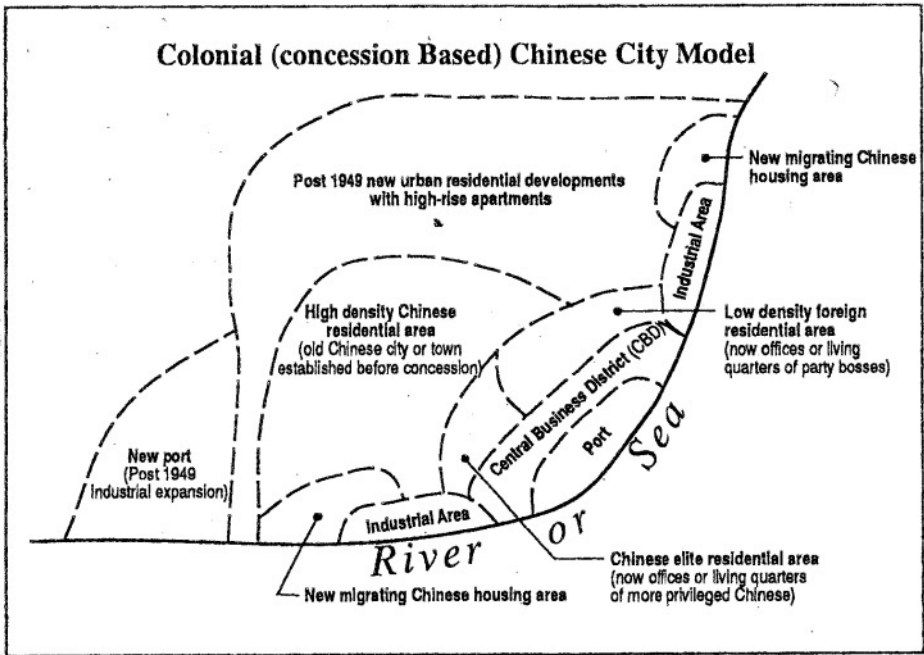 Colonial (concession Based) Chinese City Model
New migrating Chinese
housing area
Post 1949 new urban residential developments
with high-rise apartments
Industrial Area
High density Chinese
residential area
(old Chinese city or town
established before concession)
Low density foreign
residential area
(now offices or living
quarters of party bosses)
Central Business District (CBD)
Port
Sea
New port
(Post 1949
Industrial expansion)
Industrial Area
River or
Chinese elite residential area
(now offices or living quarters
of more privileged Chinese)
New migrating Chinese housing area